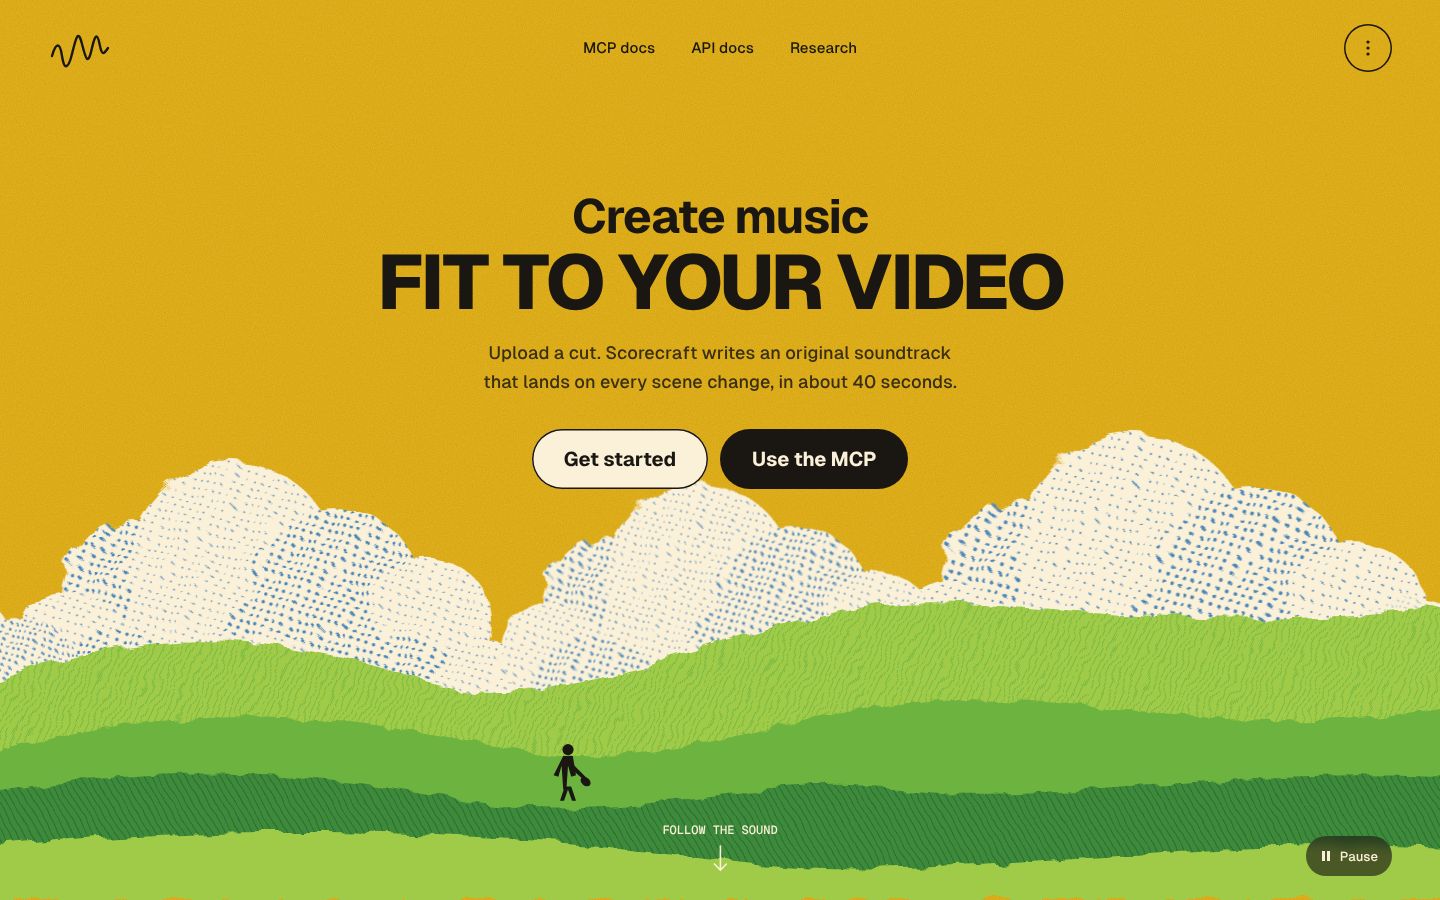 MCP docs
API docs
Research
Create music
FIT TO YOUR VIDEO
Upload a cut. Scorecraft writes an original soundtrack
that lands on every scene change, in about 40 seconds.
Get started
Use the MCP
FOLLOW THE SOUND
Pause